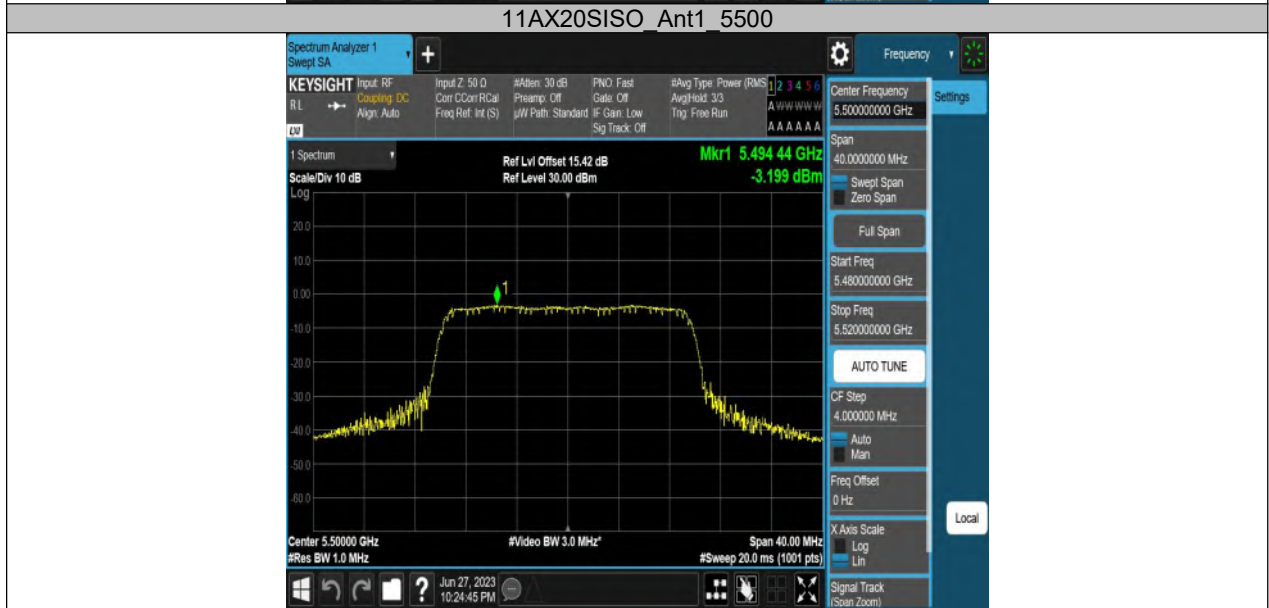 11AX20SISO_Ant1_5500
Spectrum Analyzer 1
Swept SA
Frequency
KEYSIGHT
RL
LXI
Input: RF
Coupling: DC
Align: Auto
Input Z: 50 Ω
Corr CCorr RCal
Freq Ref: Int (S)
#Atten: 30 dB
Preamp: Off
µW Path: Standard
PNO: Fast
Gate: Off
IF Gain: Low
Sig Track: Off
#Avg Type: Power (RMS
Avg|Hold: 3/3
Trig: Free Run
1 2 3 4 5 6
A W W W W W
A A A A A A
1 Spectrum
Scale/Div 10 dB
Ref Lvl Offset 15.42 dB
Ref Level 30.00 dBm
Mkr1 5.494 44 GHz
-3.199 dBm
Log
20.0
10.0
0.00
-10.0
-20.0
-30.0
-40.0
-50.0
-60.0
1
Center 5.50000 GHz
#Res BW 1.0 MHz
#Video BW 3.0 MHz*
Span 40.00 MHz
#Sweep 20.0 ms (1001 pts)
Center Frequency
5.500000000 GHz
Settings
Span
40.0000000 MHz
Swept Span
Zero Span
Full Span
Start Freq
5.480000000 GHz
Stop Freq
5.520000000 GHz
AUTO TUNE
CF Step
4.000000 MHz
Auto
Man
Freq Offset
0 Hz
Local
X Axis Scale
Log
Lin
Signal Track
(Span Zoom)
?
Jun 27, 2023
10:24:45 PM